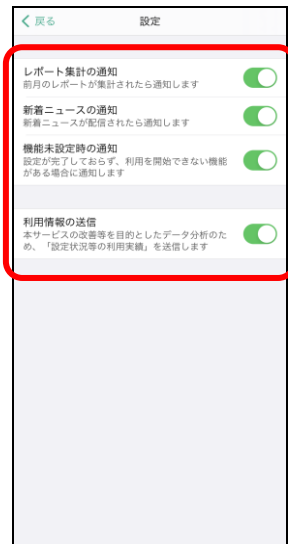 戻る 設定
レポート集計の通知
前月のレポートが集計されたら通知します
新着ニュースの通知
新着ニュースが配信されたら通知します
機能未設定時の通知
設定が完了しておらず、利用を開始できない機能
がある場合に通知します
利用情報の送信
本サービスの改善等を目的としたデータ分析のた
め、「設定状況等の利用実績」を送信します